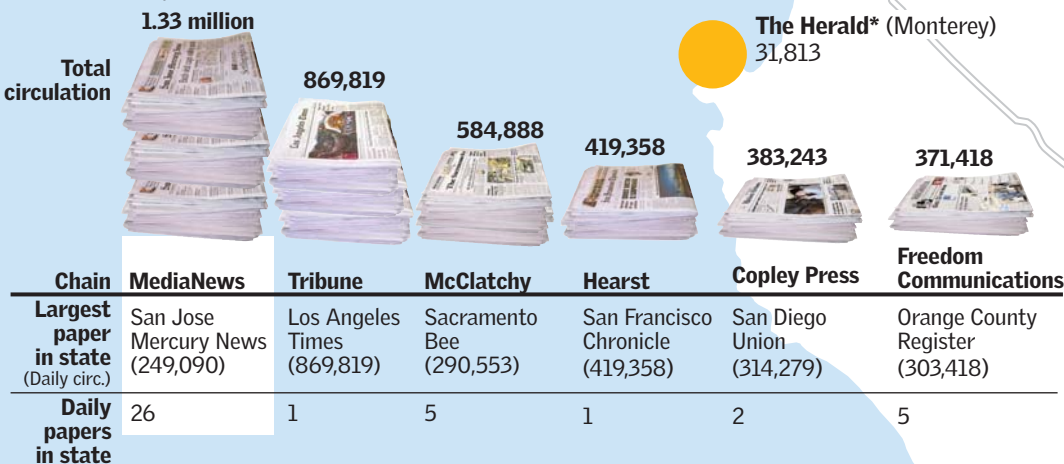 1.33 million
The Herald* (Monterey)
31,813
Total
circulation
869,819
584,888
419,358
383,243
371,418
Chain MediaNews Tribune McClatchy Hearst Copley Press Freedom
Communications
Largest
paper
in state
(Daily circ.)
San Jose
Mercury News
(249,090)
Los Angeles
Times
(869,819)
Sacramento
Bee
(290,553)
San Francisco
Chronicle
(419,358)
San Diego
Union
(314,279)
Orange County
Register
(303,418)
Daily
papers
in state
26 1 5 1 2 5